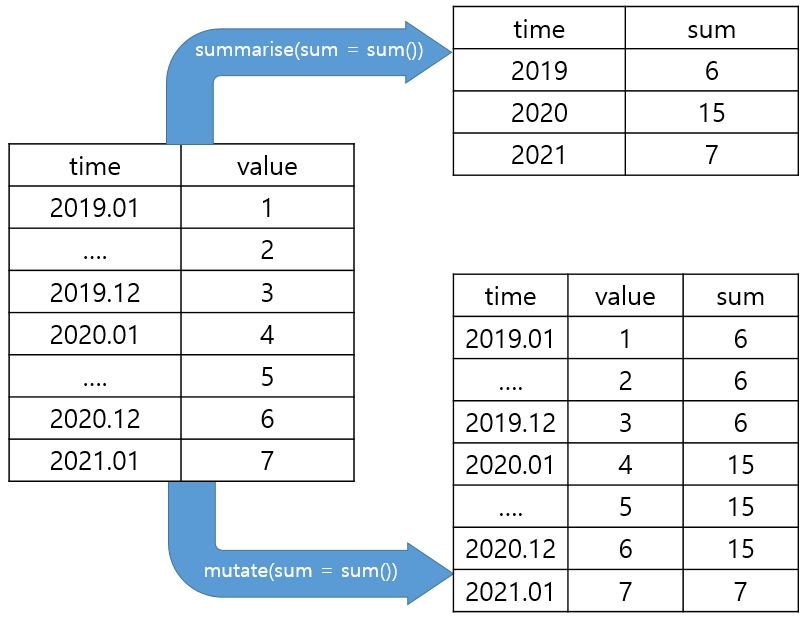 summarise(sum = sum())
time sum
2019 6
2020 15
2021 7
time value
2019.01 1
.... 2
2019.12 3
2020.01 4
.... 5
2020.12 6
2021.01 7
time value sum
2019.01 1 6
.... 2 6
2019.12 3 6
2020.01 4 15
.... 5 15
2020.12 6 15
2021.01 7 7
mutate(sum = sum())